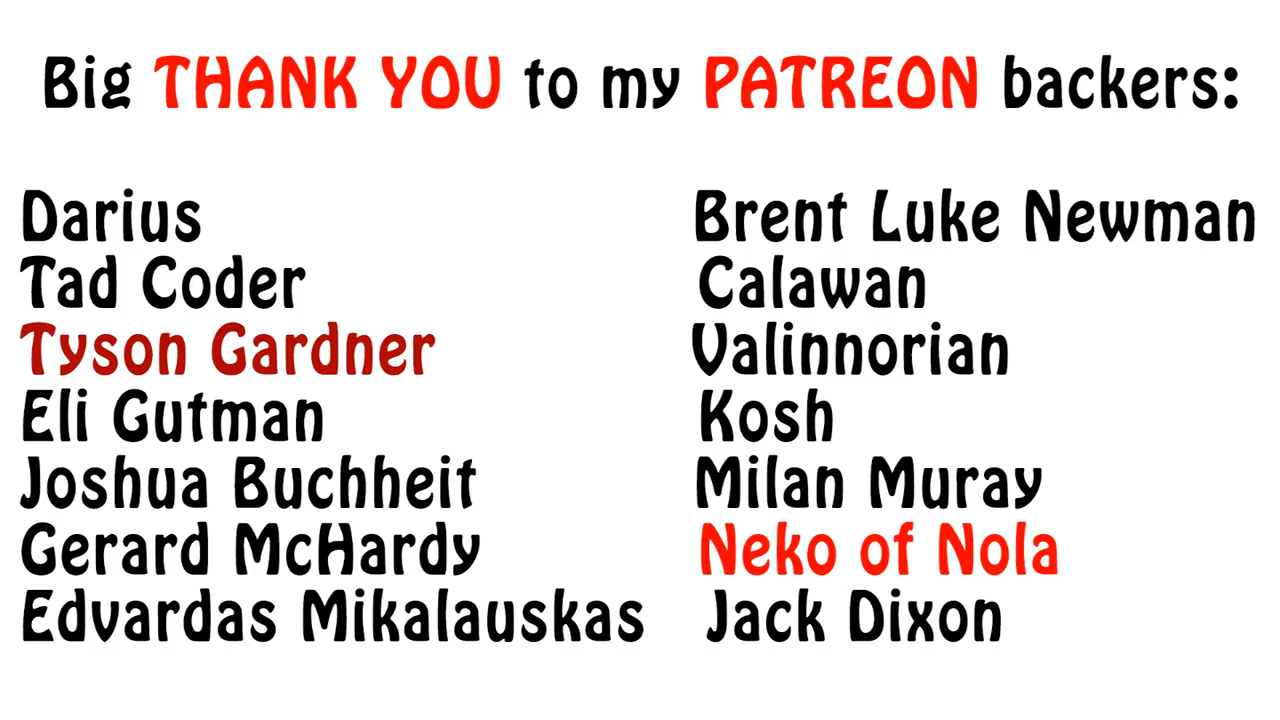 Big THANK YOU to my PATREON backers:
Darius
Tad Coder
Tyson Gardner
Eli Gutman
Joshua Buchheit
Gerard McHardy
Edvardas Mikalauskas
Brent Luke Newman
Calawan
Valinnorian
Kosh
Milan Muray
Neko of Nola
Jack Dixon